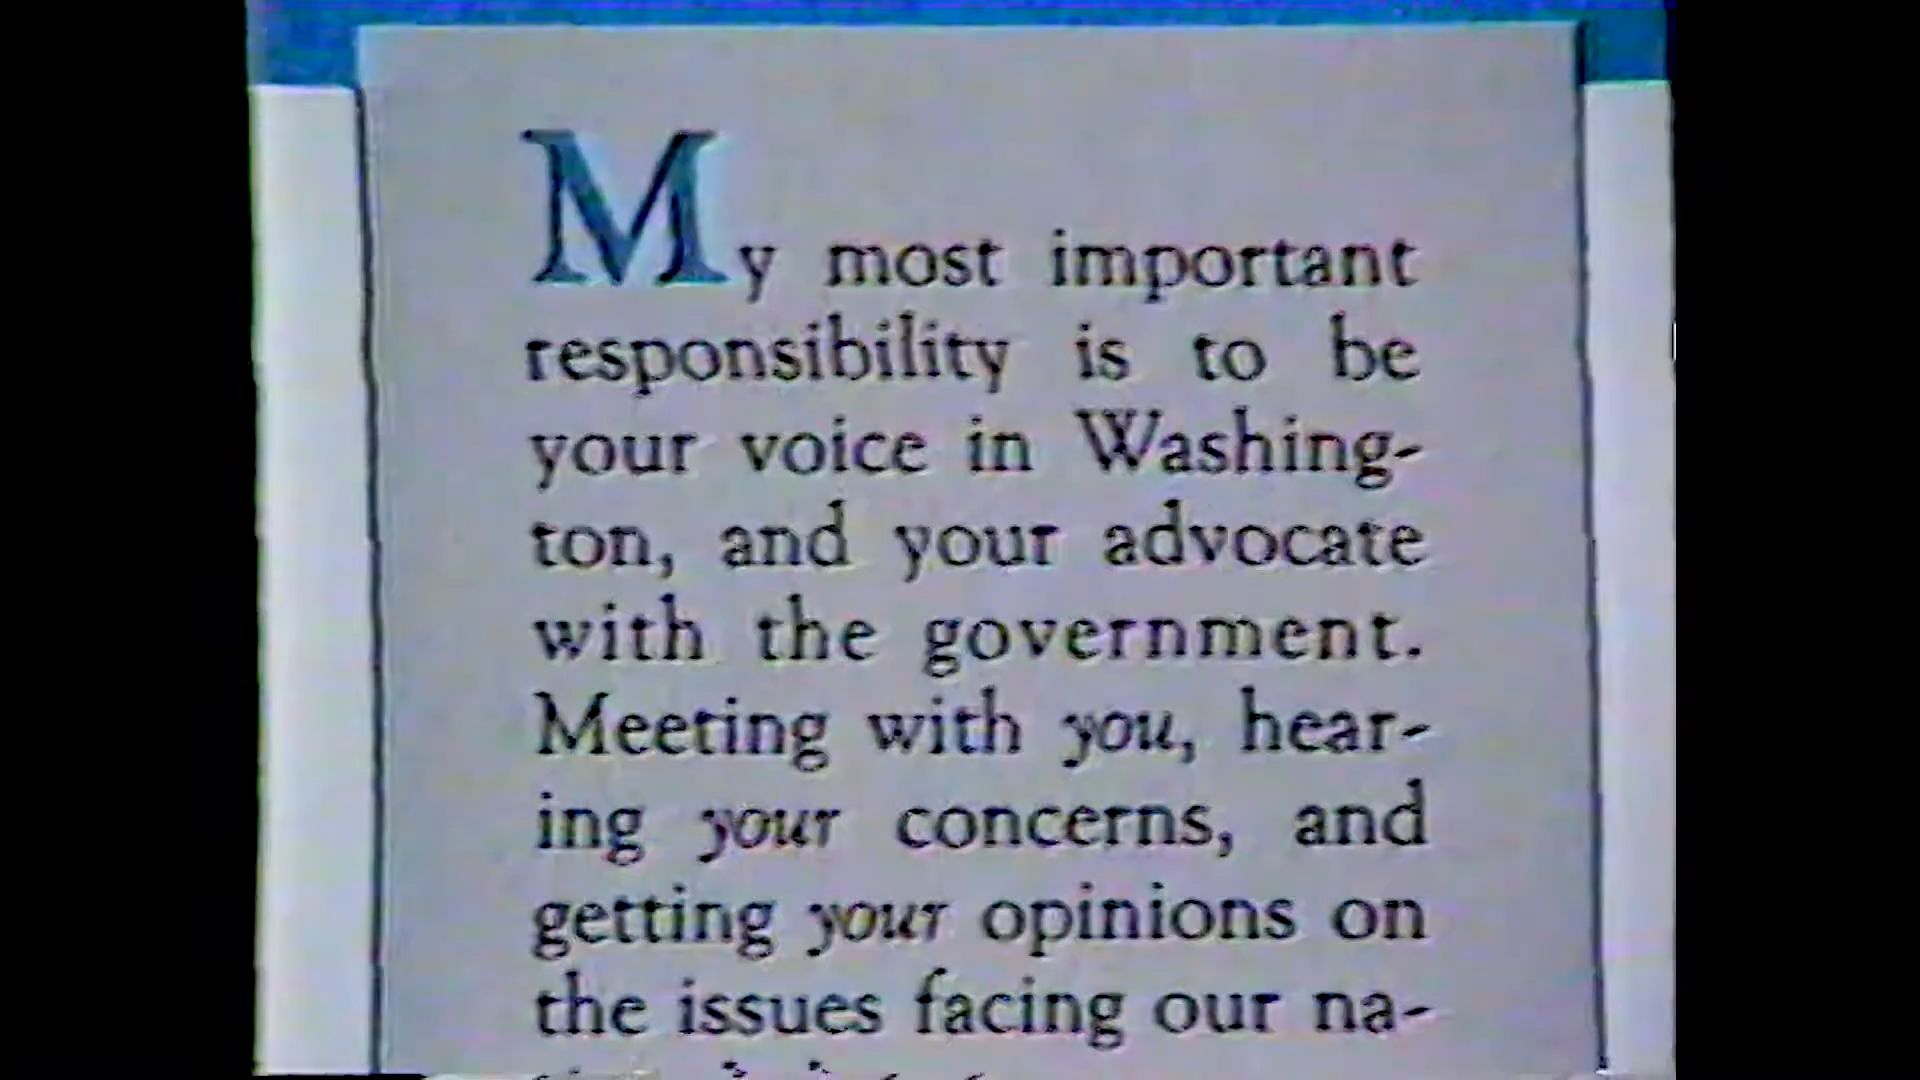 My most important
responsibility is to be
your voice in Washing-
ton, and your advocate
with the government.
Meeting with you, hear-
ing your concerns, and
getting your opinions on
the issues facing our na-